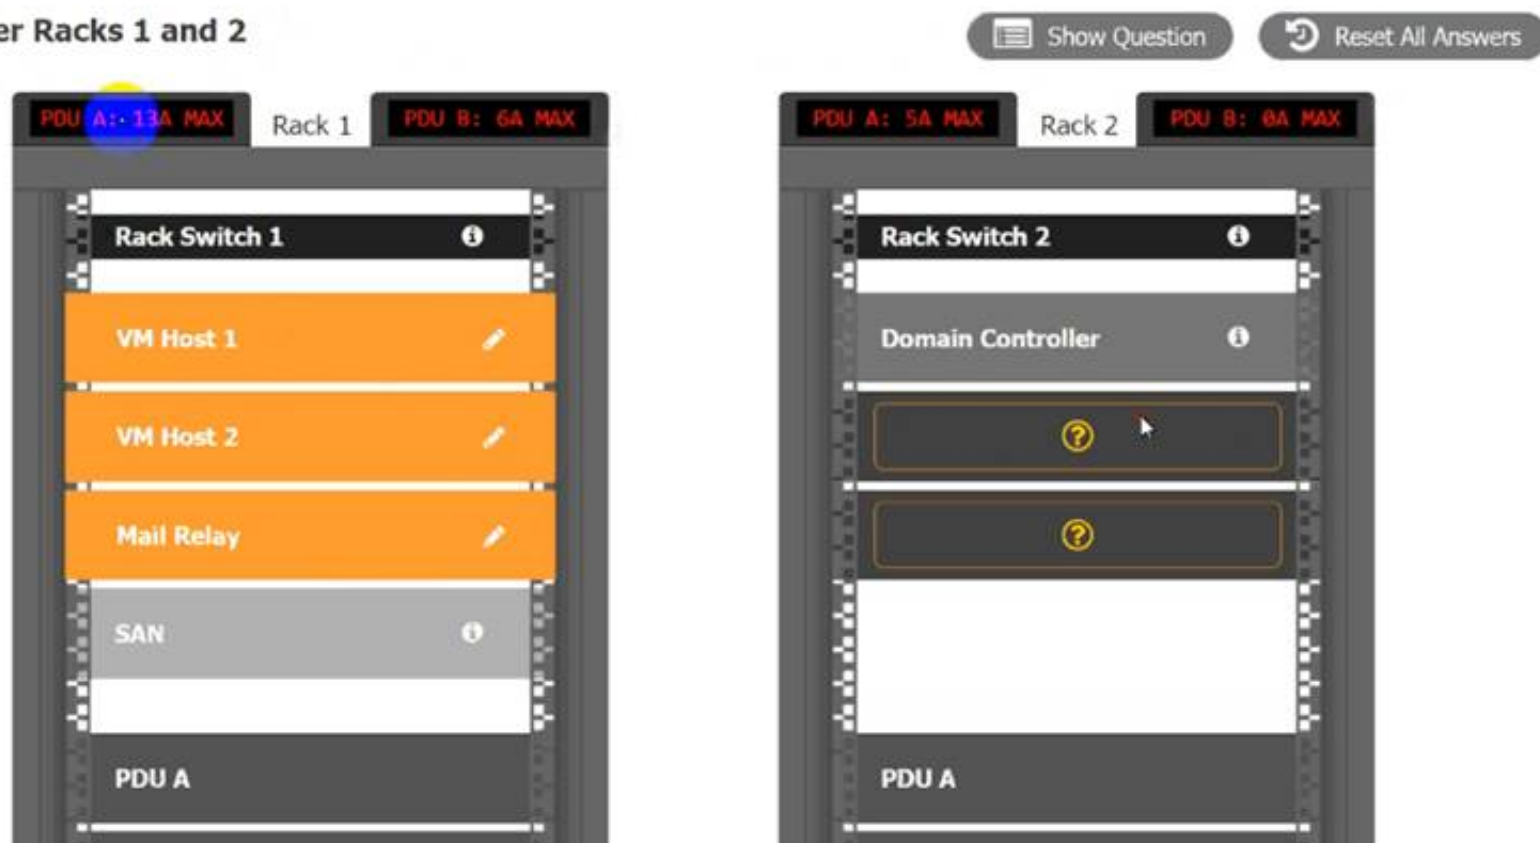 er Racks 1 and 2
Show Question
Reset All Answers
PDU A: 13A MAX
Rack 1
PDU B: 6A MAX
PDU A: 5A MAX
Rack 2
PDU B: 0A MAX
Rack Switch 1
VM Host 1
VM Host 2
Mail Relay
SAN
PDU A
Rack Switch 2
Domain Controller
?
?
PDU A